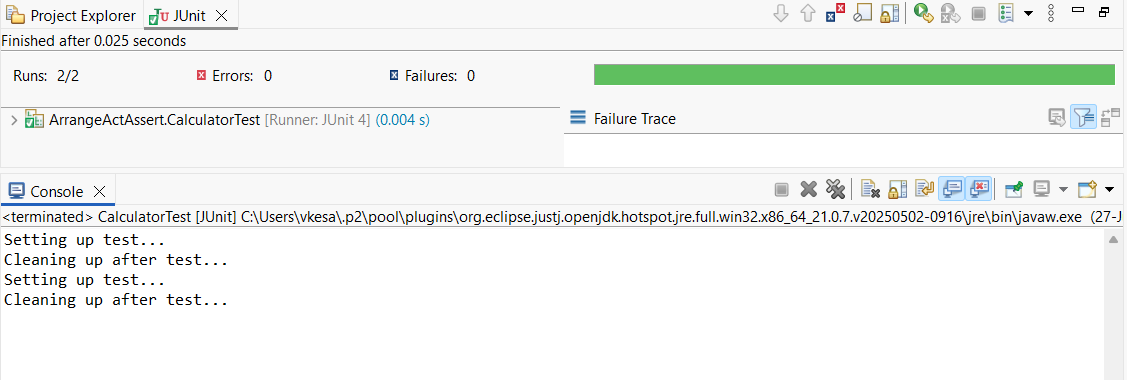 Project Explorer JUnit
Finished after 0.025 seconds
Runs: 2/2 Errors: 0 Failures: 0
ArrangeActAssert.CalculatorTest [Runner: JUnit 4] (0.004 s)
Failure Trace
Console
<terminated> CalculatorTest [JUnit] C:\Users\vkesa\.p2\pool\plugins\org.eclipse.justj.openjdk.hotspot.jre.full.win32.x86_64_21.0.7.v20250502-0916\jre\bin\javaw.exe (27-J
Setting up test...
Cleaning up after test...
Setting up test...
Cleaning up after test...